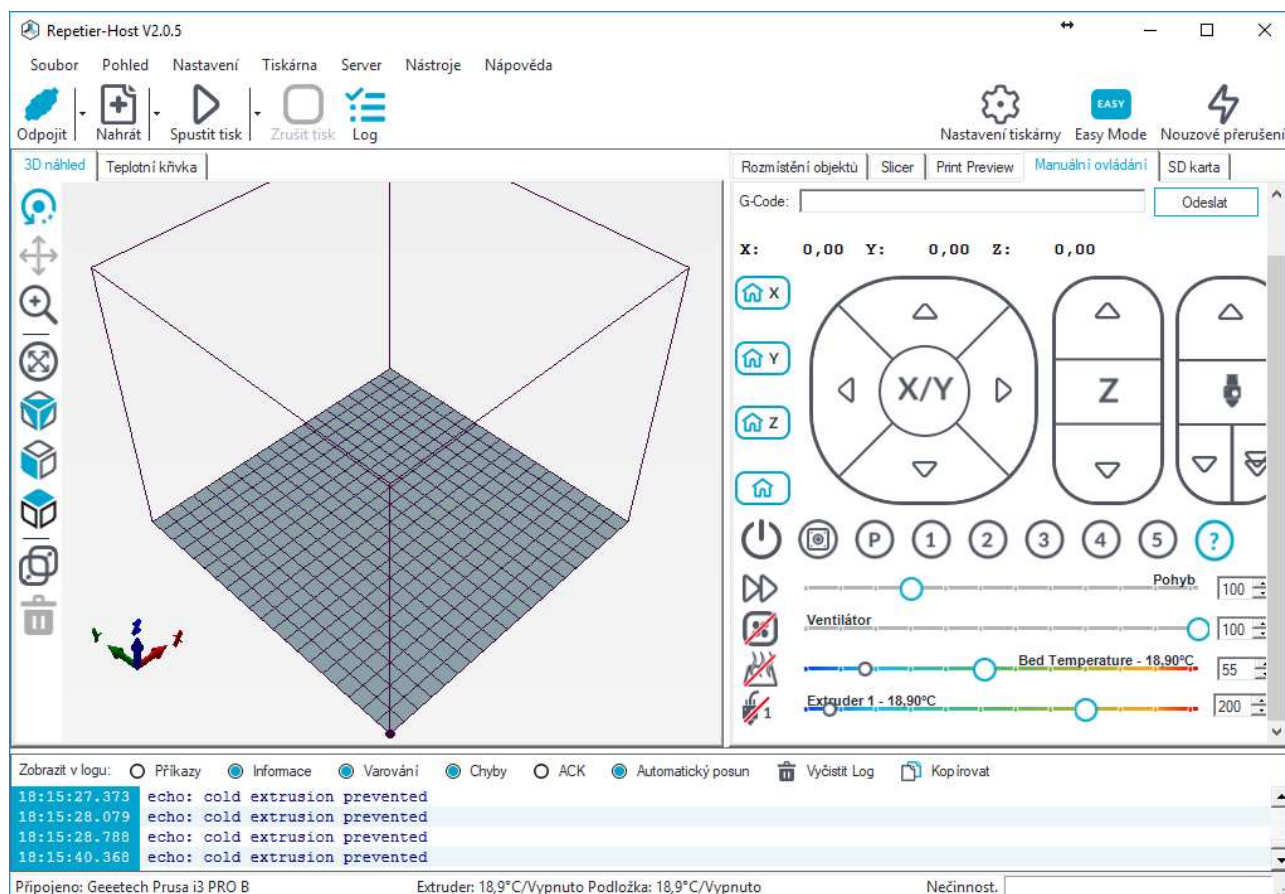 Repetier-Host V2.0.5
Soubor Pohled Nastavení Tiskárna Server Nástroje Nápověda
Odpojit Nahrát Spustit tisk Zrušit tisk Log EASY Nastavení tiskárny Easy Mode Nouzové přerušení
3D náhled Teplotní křivka Rozmístění objektů Slicer Print Preview Manuální ovládání SD karta
G-Code: Odeslat
X: 0,00 Y: 0,00 Z: 0,00
X
Y
Z
X/Y Z
P 1 2 3 4 5 ?
Pohyb 100
Ventilátor 100
Bed Temperature - 18,90°C 55
1 Extruder 1 - 18,90°C 200
Zobrazit v logu: Příkazy Informace Varování Chyby ACK Automatický posun Vyčistit Log Kopírovat
18:15:27.373 echo: cold extrusion prevented
18:15:28.079 echo: cold extrusion prevented
18:15:28.788 echo: cold extrusion prevented
18:15:40.368 echo: cold extrusion prevented
Připojeno: Geeetech Prusa i3 PRO B Extruder: 18,9°C/Vypnuto Podložka: 18,9°C/Vypnuto Nečinnost.